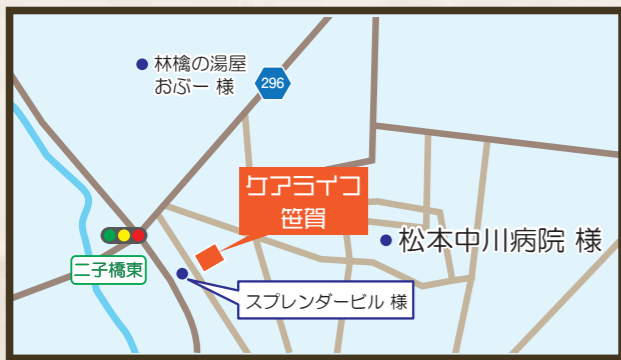 林檎の湯屋
おぶー 様
296
ケアライフ
笹賀
松本中川病院 様
二子橋東
スプレンダービル 様